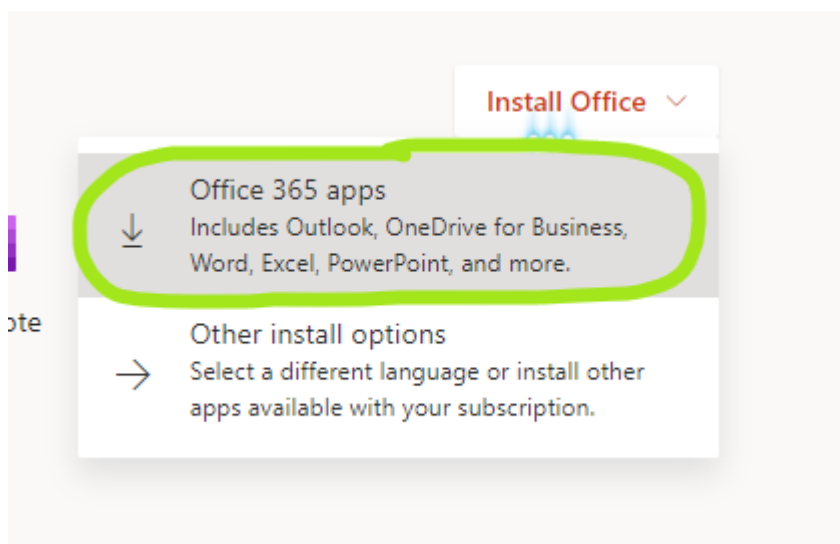 Install Office
Office 365 apps
Includes Outlook, OneDrive for Business,
Word, Excel, PowerPoint, and more.
ote
Other install options
Select a different language or install other
apps available with your subscription.